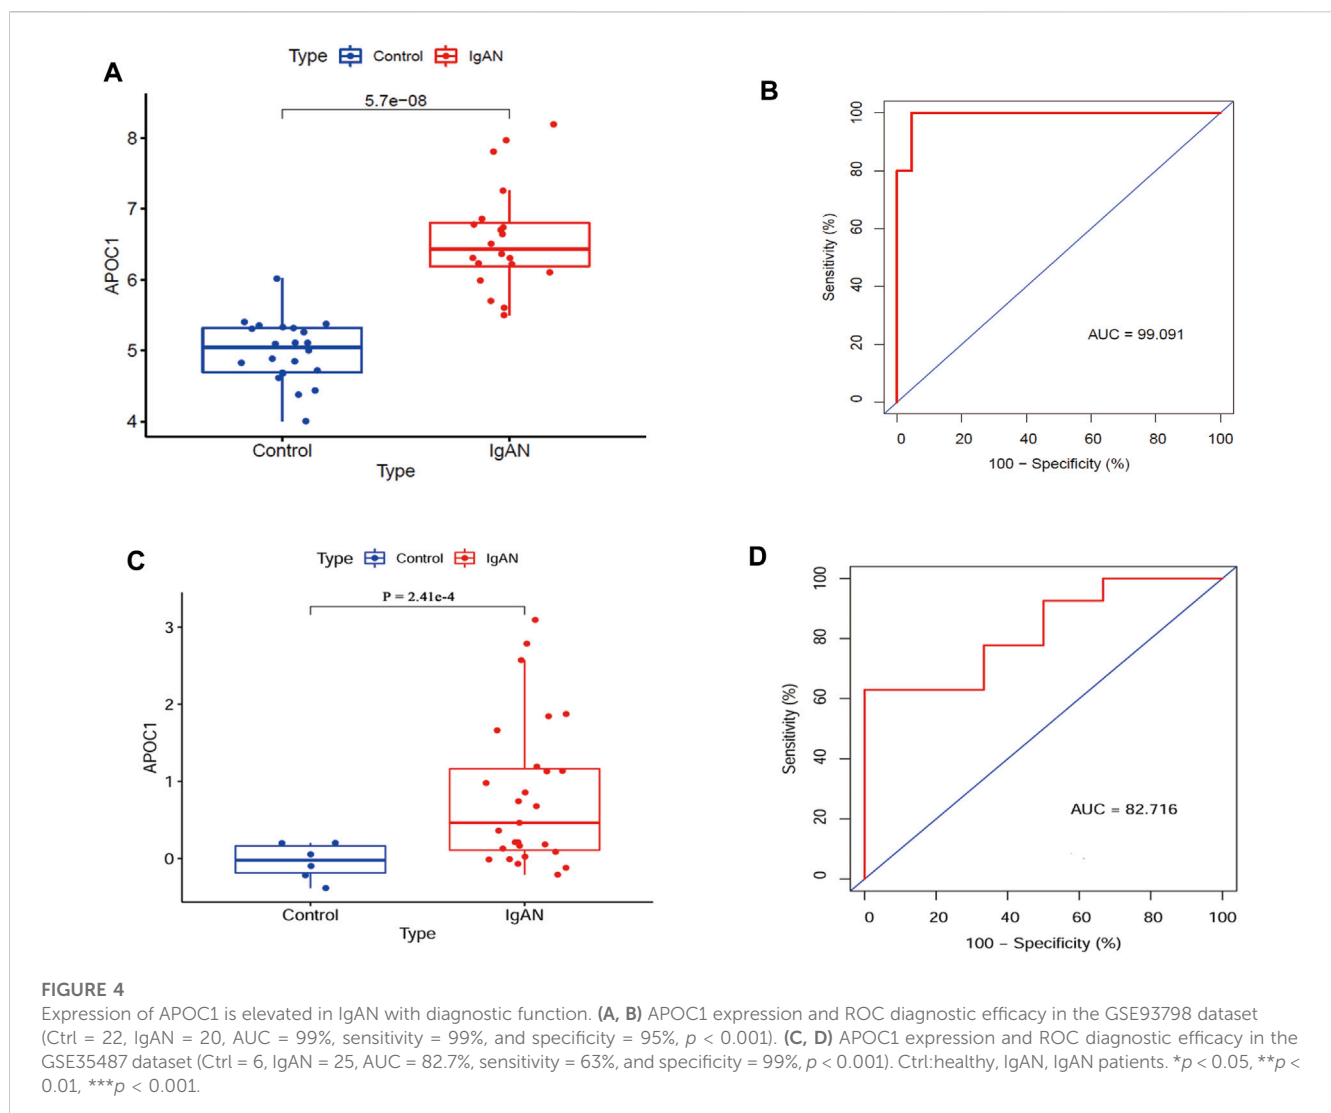 A
Type Control IgAN
5.7e−08
8
7
6
5
4
APOC1
Control IgAN
Type
B
100
80
60
40
20
0
Sensitivity (%)
AUC = 99.091
0 20 40 60 80 100
100 − Specificity (%)
C
Type Control IgAN
P = 2.41e-4
3
2
1
0
APOC1
Control IgAN
Type
D
100
80
60
40
20
0
Sensitivity (%)
AUC = 82.716
0 20 40 60 80 100
100 − Specificity (%)
FIGURE 4
Expression of APOC1 is elevated in IgAN with diagnostic function. (A, B) APOC1 expression and ROC diagnostic efficacy in the GSE93798 dataset
(Ctrl = 22, IgAN = 20, AUC = 99%, sensitivity = 99%, and specificity = 95%, p < 0.001). (C, D) APOC1 expression and ROC diagnostic efficacy in the
GSE35487 dataset (Ctrl = 6, IgAN = 25, AUC = 82.7%, sensitivity = 63%, and specificity = 99%, p < 0.001). Ctrl:healthy, IgAN, IgAN patients. *p < 0.05, **p <
0.01, ***p < 0.001.